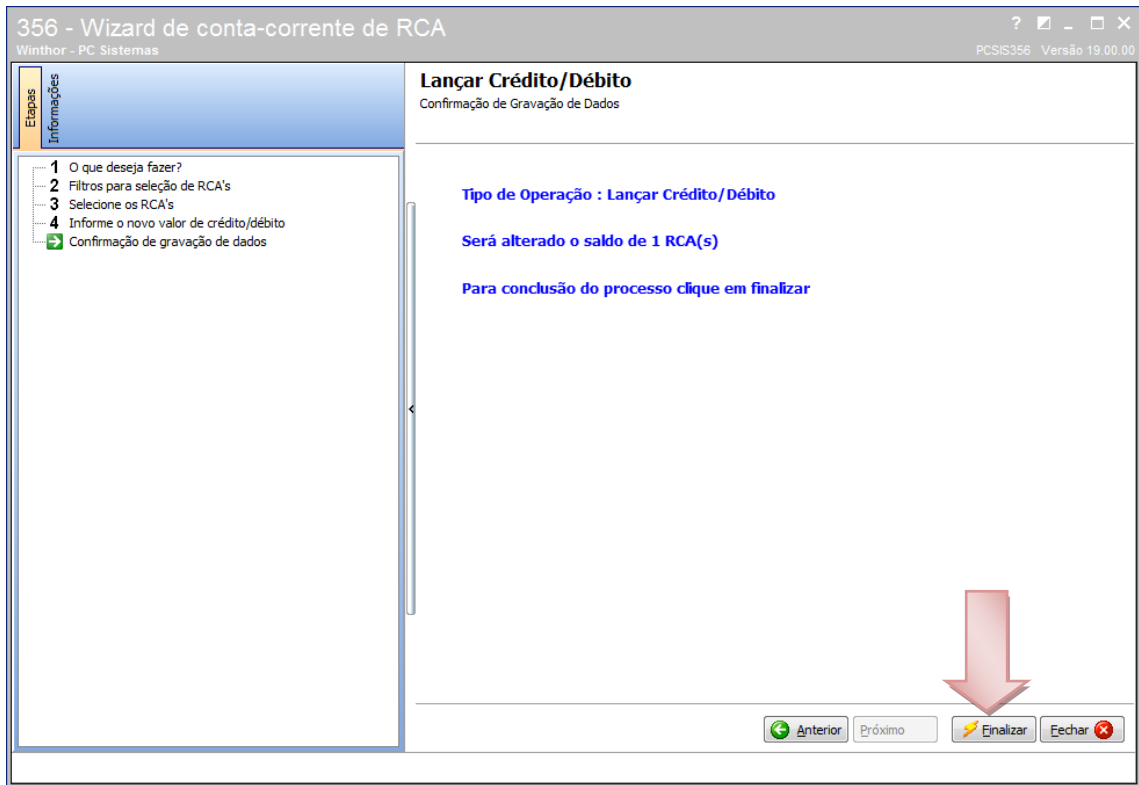 356 - Wizard de conta-corrente de RCA
Winthor - PC Sistemas
PCSIS356 Versão 19.00.00
Etapas
Informações
1 O que deseja fazer?
2 Filtros para seleção de RCA's
3 Selecione os RCA's
4 Informe o novo valor de crédito/débito
Confirmação de gravação de dados
Lançar Crédito/Débito
Confirmação de Gravação de Dados
Tipo de Operação : Lançar Crédito/Débito
Será alterado o saldo de 1 RCA(s)
Para conclusão do processo clique em finalizar
Anterior
Próximo
Finalizar
Fechar